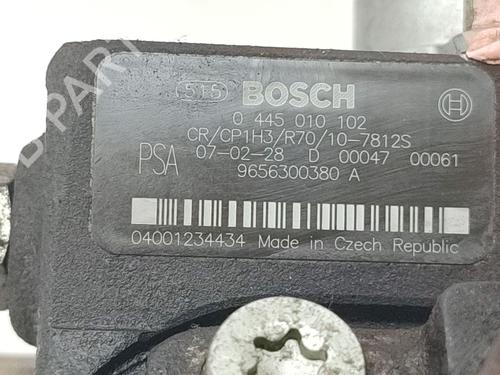 515 BOSCH
0 445 010 102
CR/CP1H3/R70/10-7812S
PSA 07-02-28 D 00047 00061
9656300380 A
04001234434 Made in Czech Republic